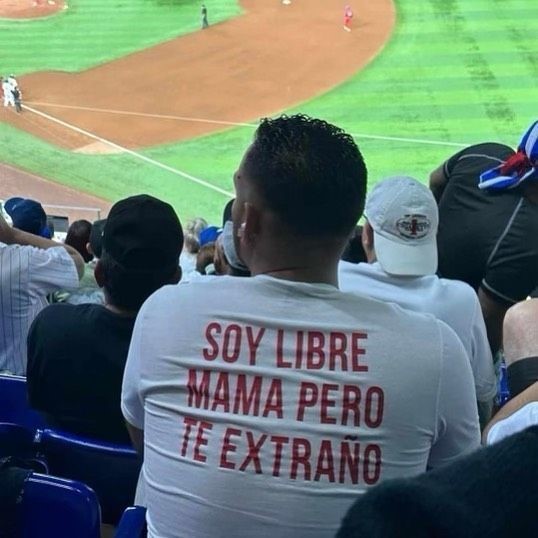 SOY LIBRE
MAMA PERO
TE EXTRAÑO